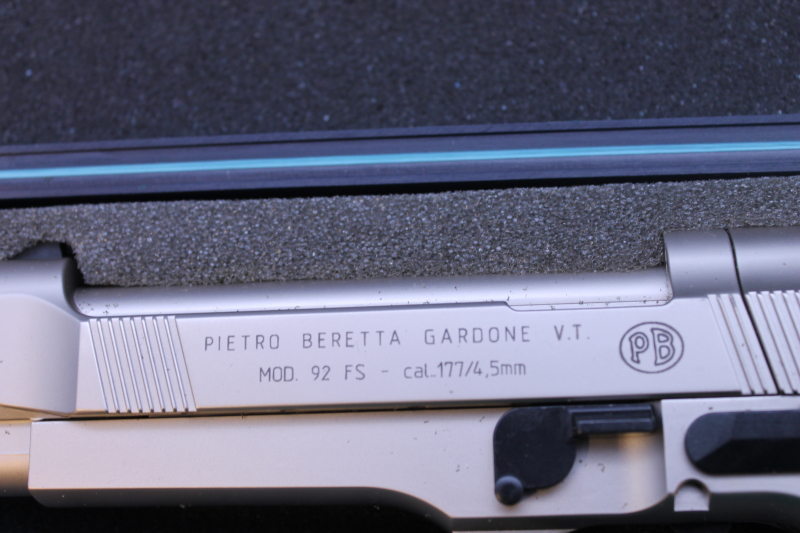 PIETRO BERETTA GARDONE V.T.
MOD. 92 FS - cal.177/4,5mm
PB